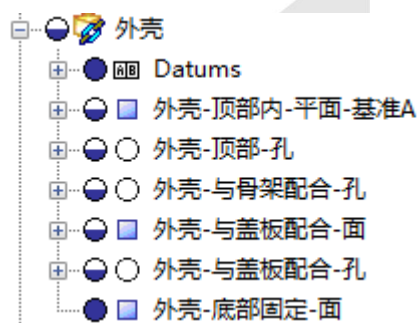 外壳
AB Datums
外壳-顶部内-平面-基准A
外壳-顶部-孔
外壳-与骨架配合-孔
外壳-与盖板配合-面
外壳-与盖板配合-孔
外壳-底部固定-面